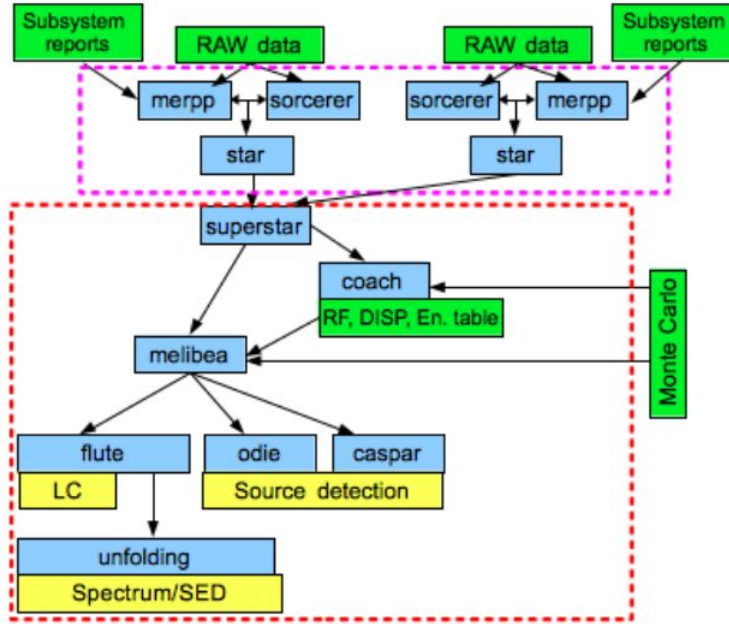 Subsystem
reports
RAW data
RAW data
Subsystem
reports
merpp
sorcerer
sorcerer
merpp
star
star
superstar
coach
RF, DISP, En. table
Monte Carlo
melibea
flute
odie
caspar
LC
Source detection
unfolding
Spectrum/SED